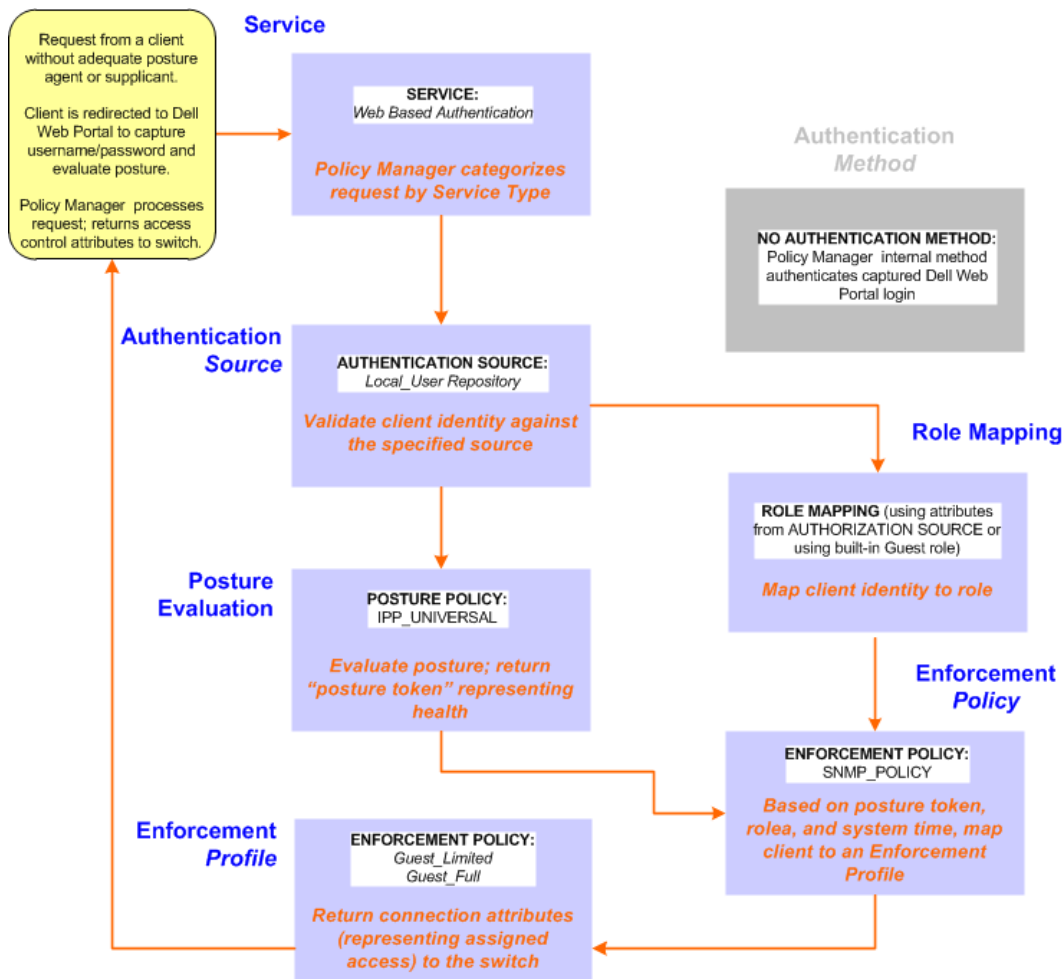 Request from a client
without adequate posture
agent or supplicant.
Client is redirected to Dell
Web Portal to capture
username/password and
evaluate posture.
Policy Manager processes
request; returns access
control attributes to switch.
Service
SERVICE:
Web Based Authentication
Policy Manager categorizes
request by Service Type
Authentication
Method
NO AUTHENTICATION METHOD:
Policy Manager internal method
authenticates captured Dell Web
Portal login
Authentication
Source
AUTHENTICATION SOURCE:
Local_User Repository
Validate client identity against
the specified source
Role Mapping
ROLE MAPPING (using attributes
from AUTHORIZATION SOURCE or
using built-in Guest role)
Map client identity to role
Posture
Evaluation
POSTURE POLICY:
IPP_UNIVERSAL
Evaluate posture; return
“posture token” representing
health
Enforcement
Policy
ENFORCEMENT POLICY:
SNMP_POLICY
Based on posture token,
rolea, and system time, map
client to an Enforcement
Profile
Enforcement
Profile
ENFORCEMENT POLICY:
Guest_Limited
Guest_Full
Return connection attributes
(representing assigned
access) to the switch